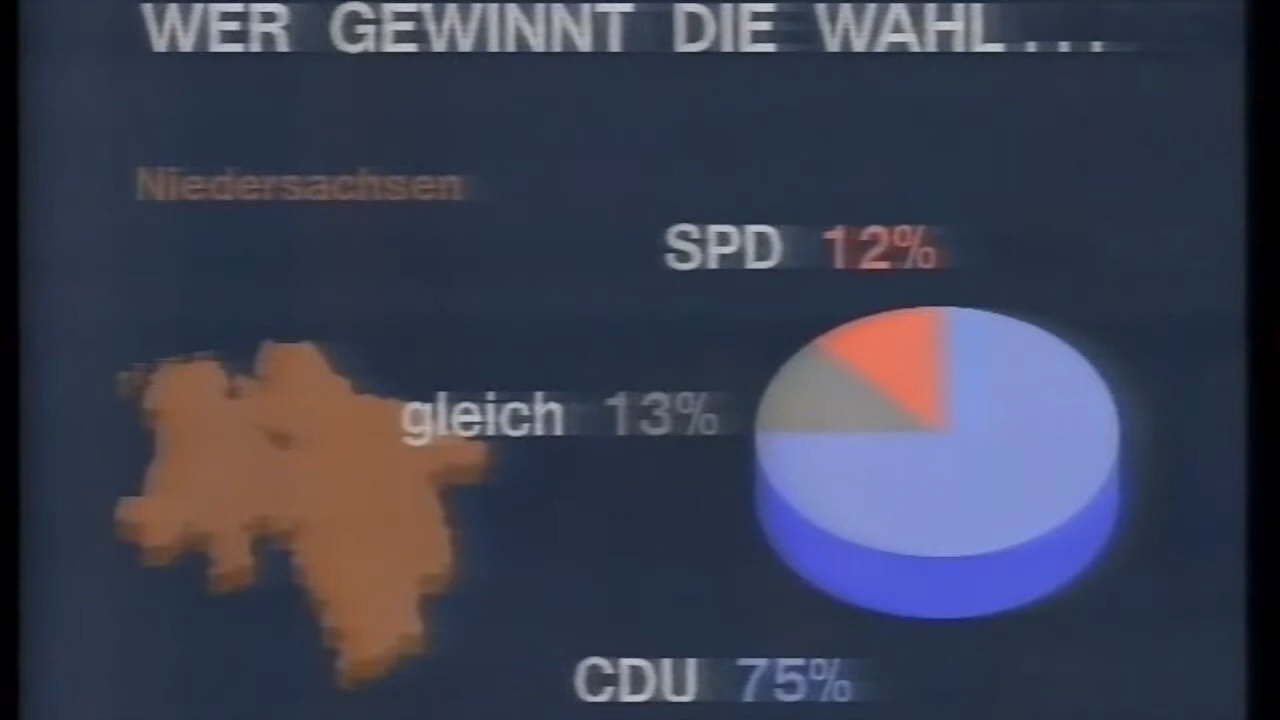 WER GEWINNT DIE WAHL...
Niedersachsen
SPD 12%
gleich 13%
CDU 75%